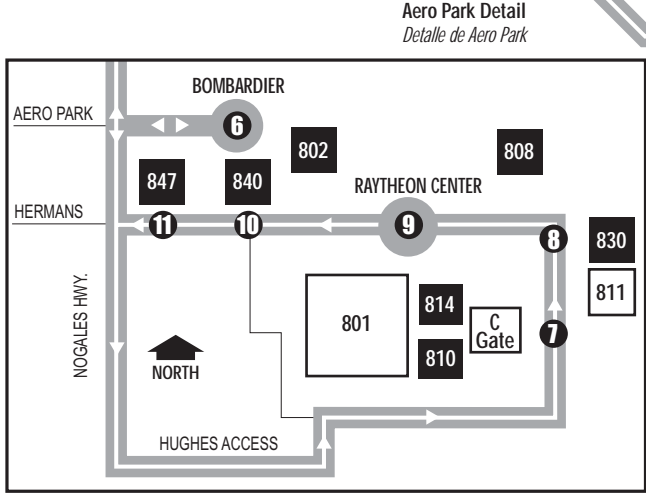 Aero Park Detail
Detalle de Aero Park
BOMBARDIER
AERO PARK
6
802
808
847
840
RAYTHEON CENTER
HERMANS
11
10
9
8
830
811
814
801
C
Gate
7
810
NOGALES HWY.
NORTH
HUGHES ACCESS